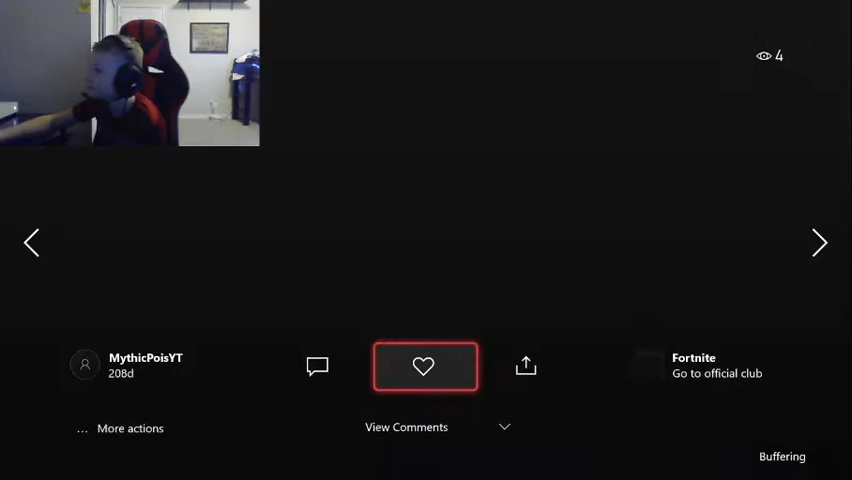 4
MythicPoisYT
208d
Fortnite
Go to official club
... More actions
View Comments
Buffering